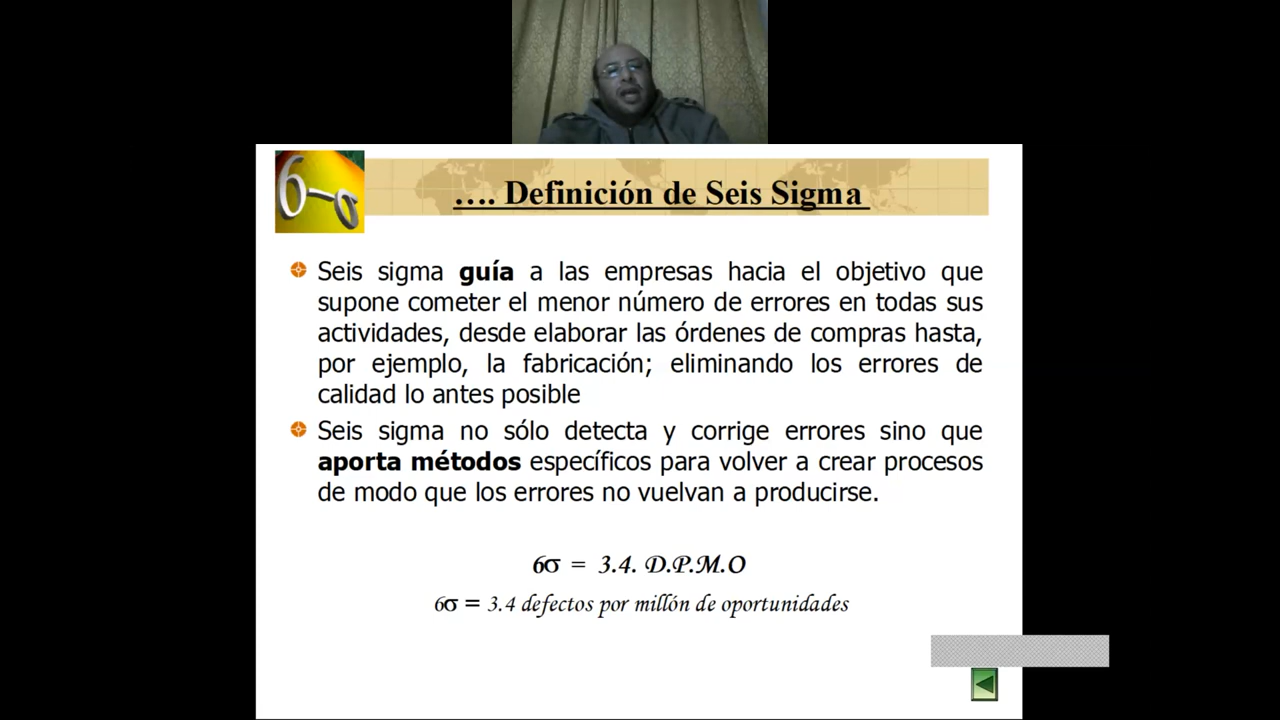 6-σ
.... Definición de Seis Sigma
Seis sigma guía a las empresas hacia el objetivo que
supone cometer el menor número de errores en todas sus
actividades, desde elaborar las órdenes de compras hasta,
por ejemplo, la fabricación; eliminando los errores de
calidad lo antes posible
Seis sigma no sólo detecta y corrige errores sino que
aporta métodos específicos para volver a crear procesos
de modo que los errores no vuelvan a producirse.
6σ = 3.4. D.P.M.O
6σ = 3.4 defectos por millón de oportunidades